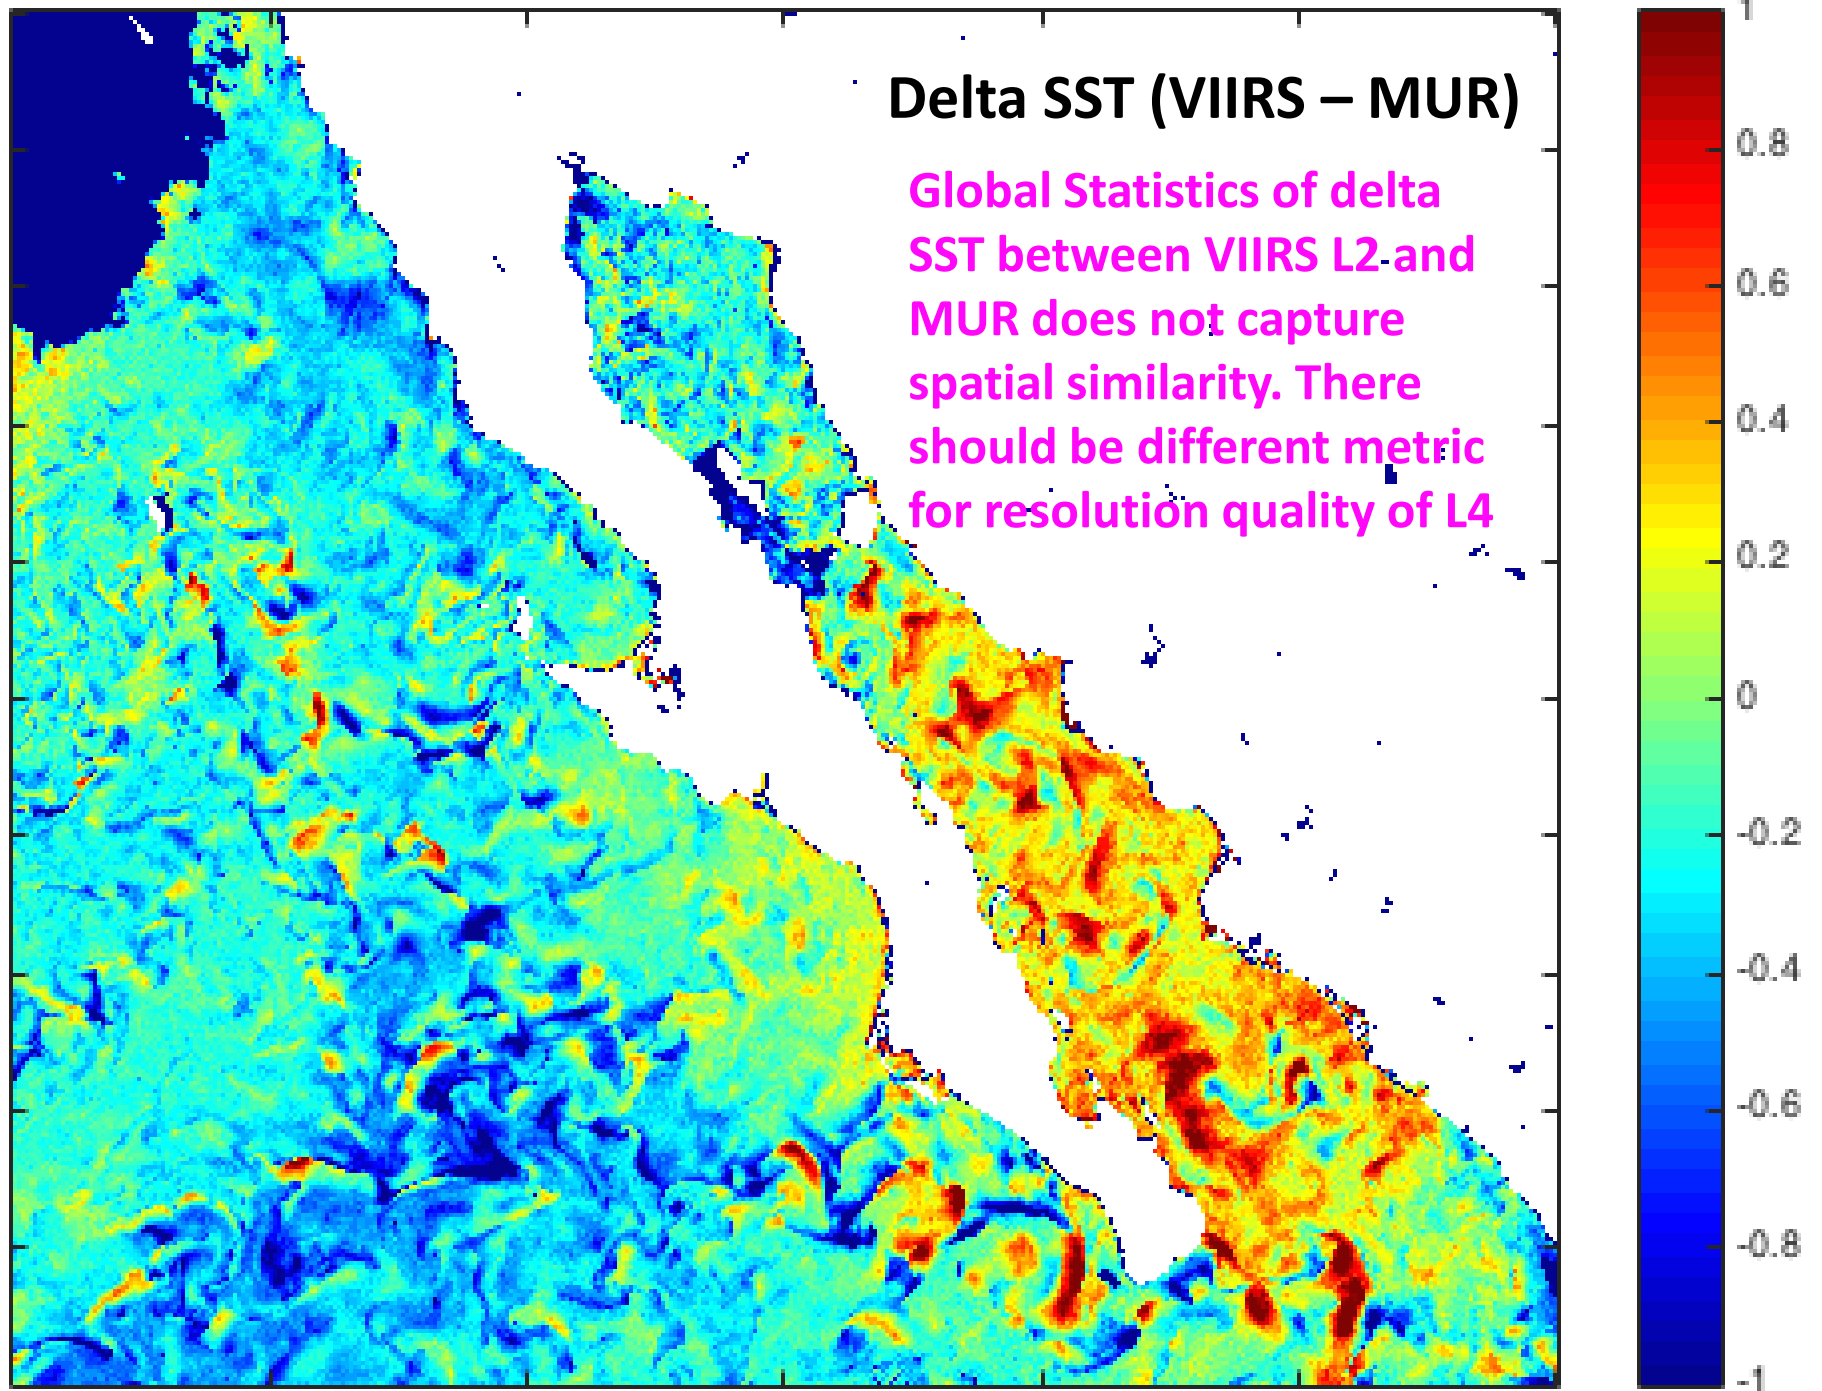 Delta SST (VIIRS – MUR)
Global Statistics of delta
SST between VIIRS L2 and
MUR does not capture
spatial similarity. There
should be different metric
for resolution quality of L4
1
0.8
0.6
0.4
0.2
0
-0.2
-0.4
-0.6
-0.8
-1